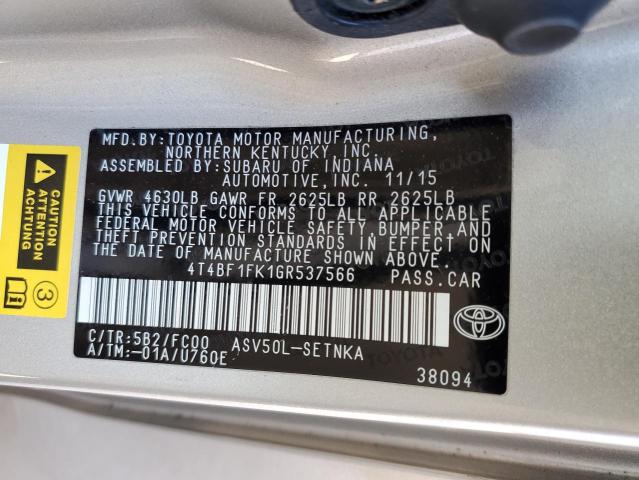 MFD.BY:TOYOTA MOTOR MANUFACTURING,
NORTHERN KENTUCKY, INC.
ASSEMBLED BY:SUBARU OF INDIANA
AUTOMOTIVE,INC. 11/15
GVWR 4630LB GAWR FR 2625LB RR 2625LB
THIS VEHICLE CONFORMS TO ALL APPLICABLE
FEDERAL MOTOR VEHICLE SAFETY, BUMPER,AND
THEFT PREVENTION STANDARDS IN EFFECT ON
THE DATE OF MANUFACTURE SHOWN ABOVE.
4T4BF1FK1GR537566 PASS.CAR
C/TR:5B2/FC00 ASV50L-SETNKA
A/TM:-01A/U760E
38094
TOYOTA
CAUTION
ATTENTION
CUIDADO
3